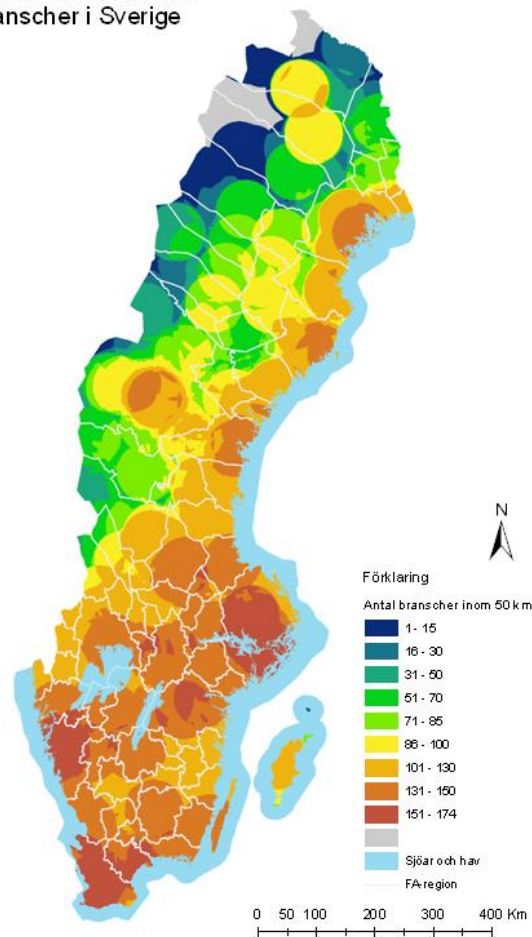 anscher i Sverige
N
Förklaring
Antal branscher inom 50 km
1 - 15
16 - 30
31 - 50
51 - 70
71 - 85
86 - 100
101 - 130
131 - 150
151 - 174
Sjöar och hav
FA-region
0 50 100 200 300 400 Km